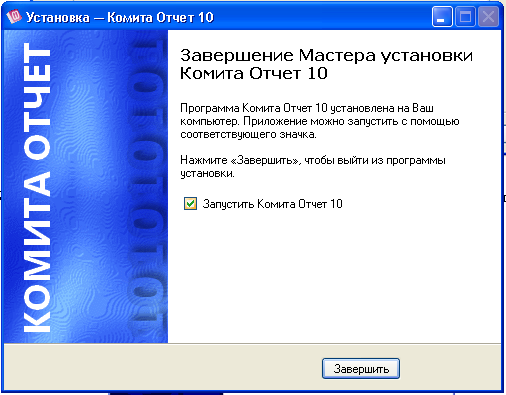 Установка — Комита Отчет 10
КОМИТА ОТЧЕТ
Завершение Мастера установки
Комита Отчет 10
Программа Комита Отчет 10 установлена на Ваш
компьютер. Приложение можно запустить с помощью
соответствующего значка.
Нажмите «Завершить», чтобы выйти из программы
установки.
Запустить Комита Отчет 10
Завершить